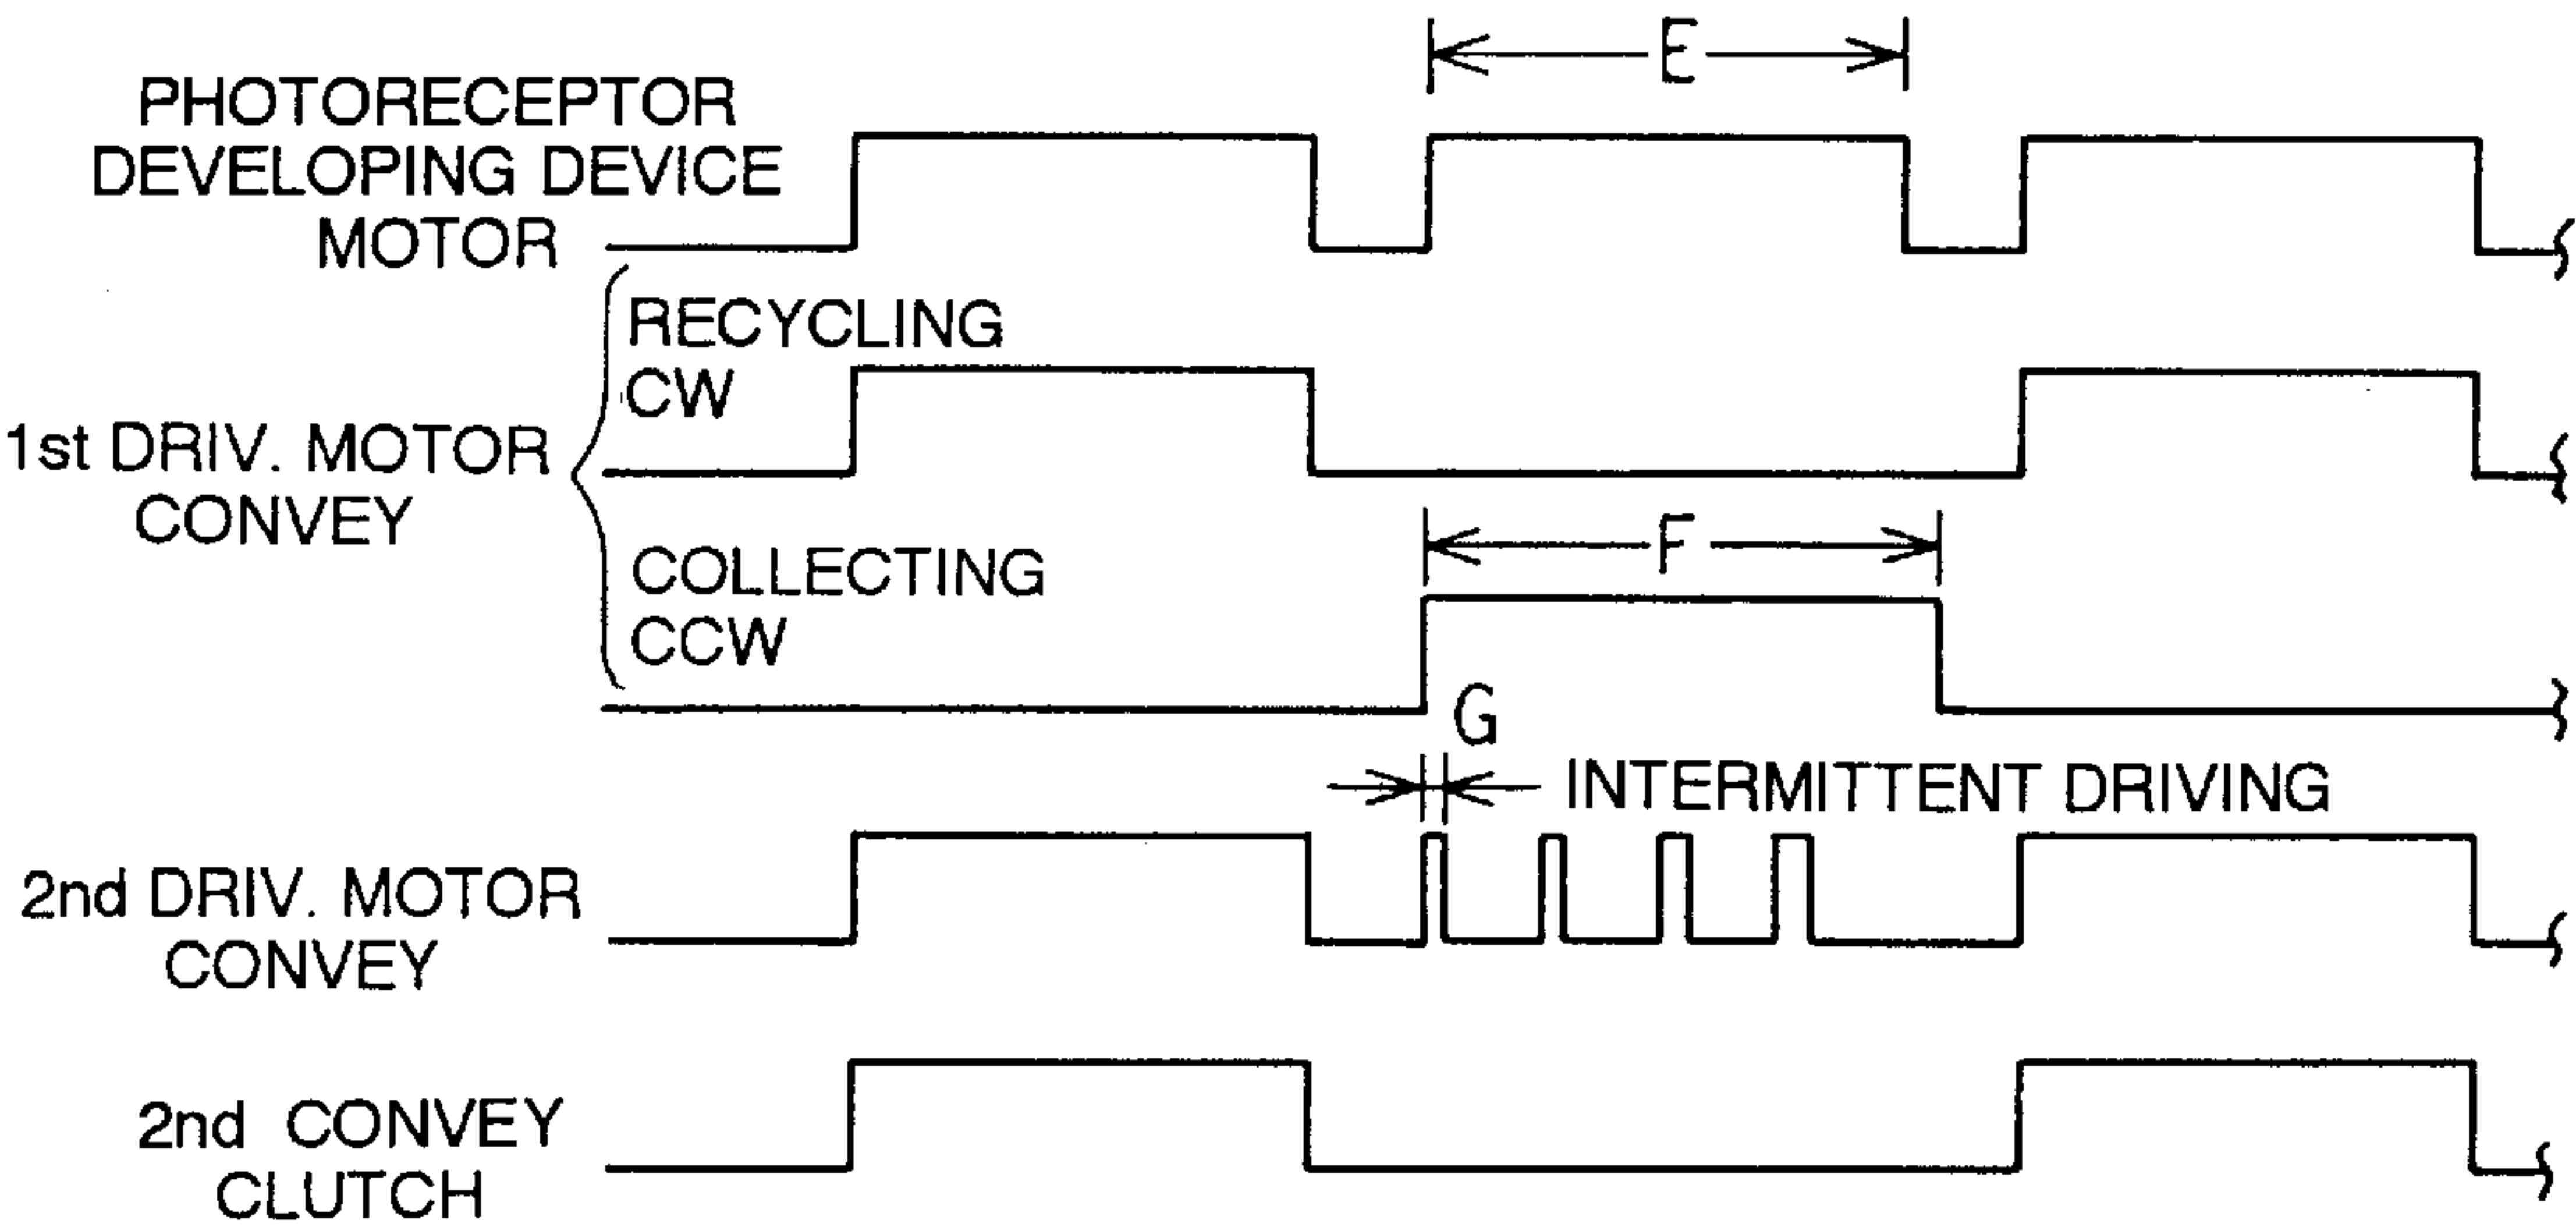 E
PHOTORECEPTOR
DEVELOPING DEVICE
MOTOR
RECYCLING
CW
1st DRIV. MOTOR
CONVEY
F
COLLECTING
CCW
G
INTERMITTENT DRIVING
2nd DRIV. MOTOR
CONVEY
2nd CONVEY
CLUTCH